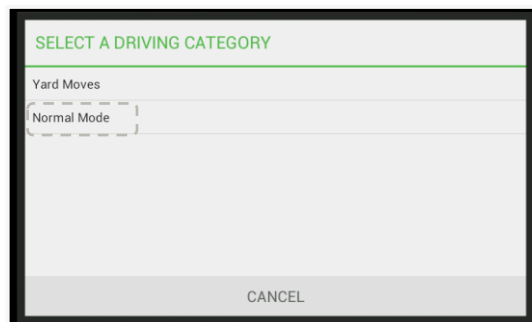 SELECT A DRIVING CATEGORY
Yard Moves
Normal Mode
CANCEL